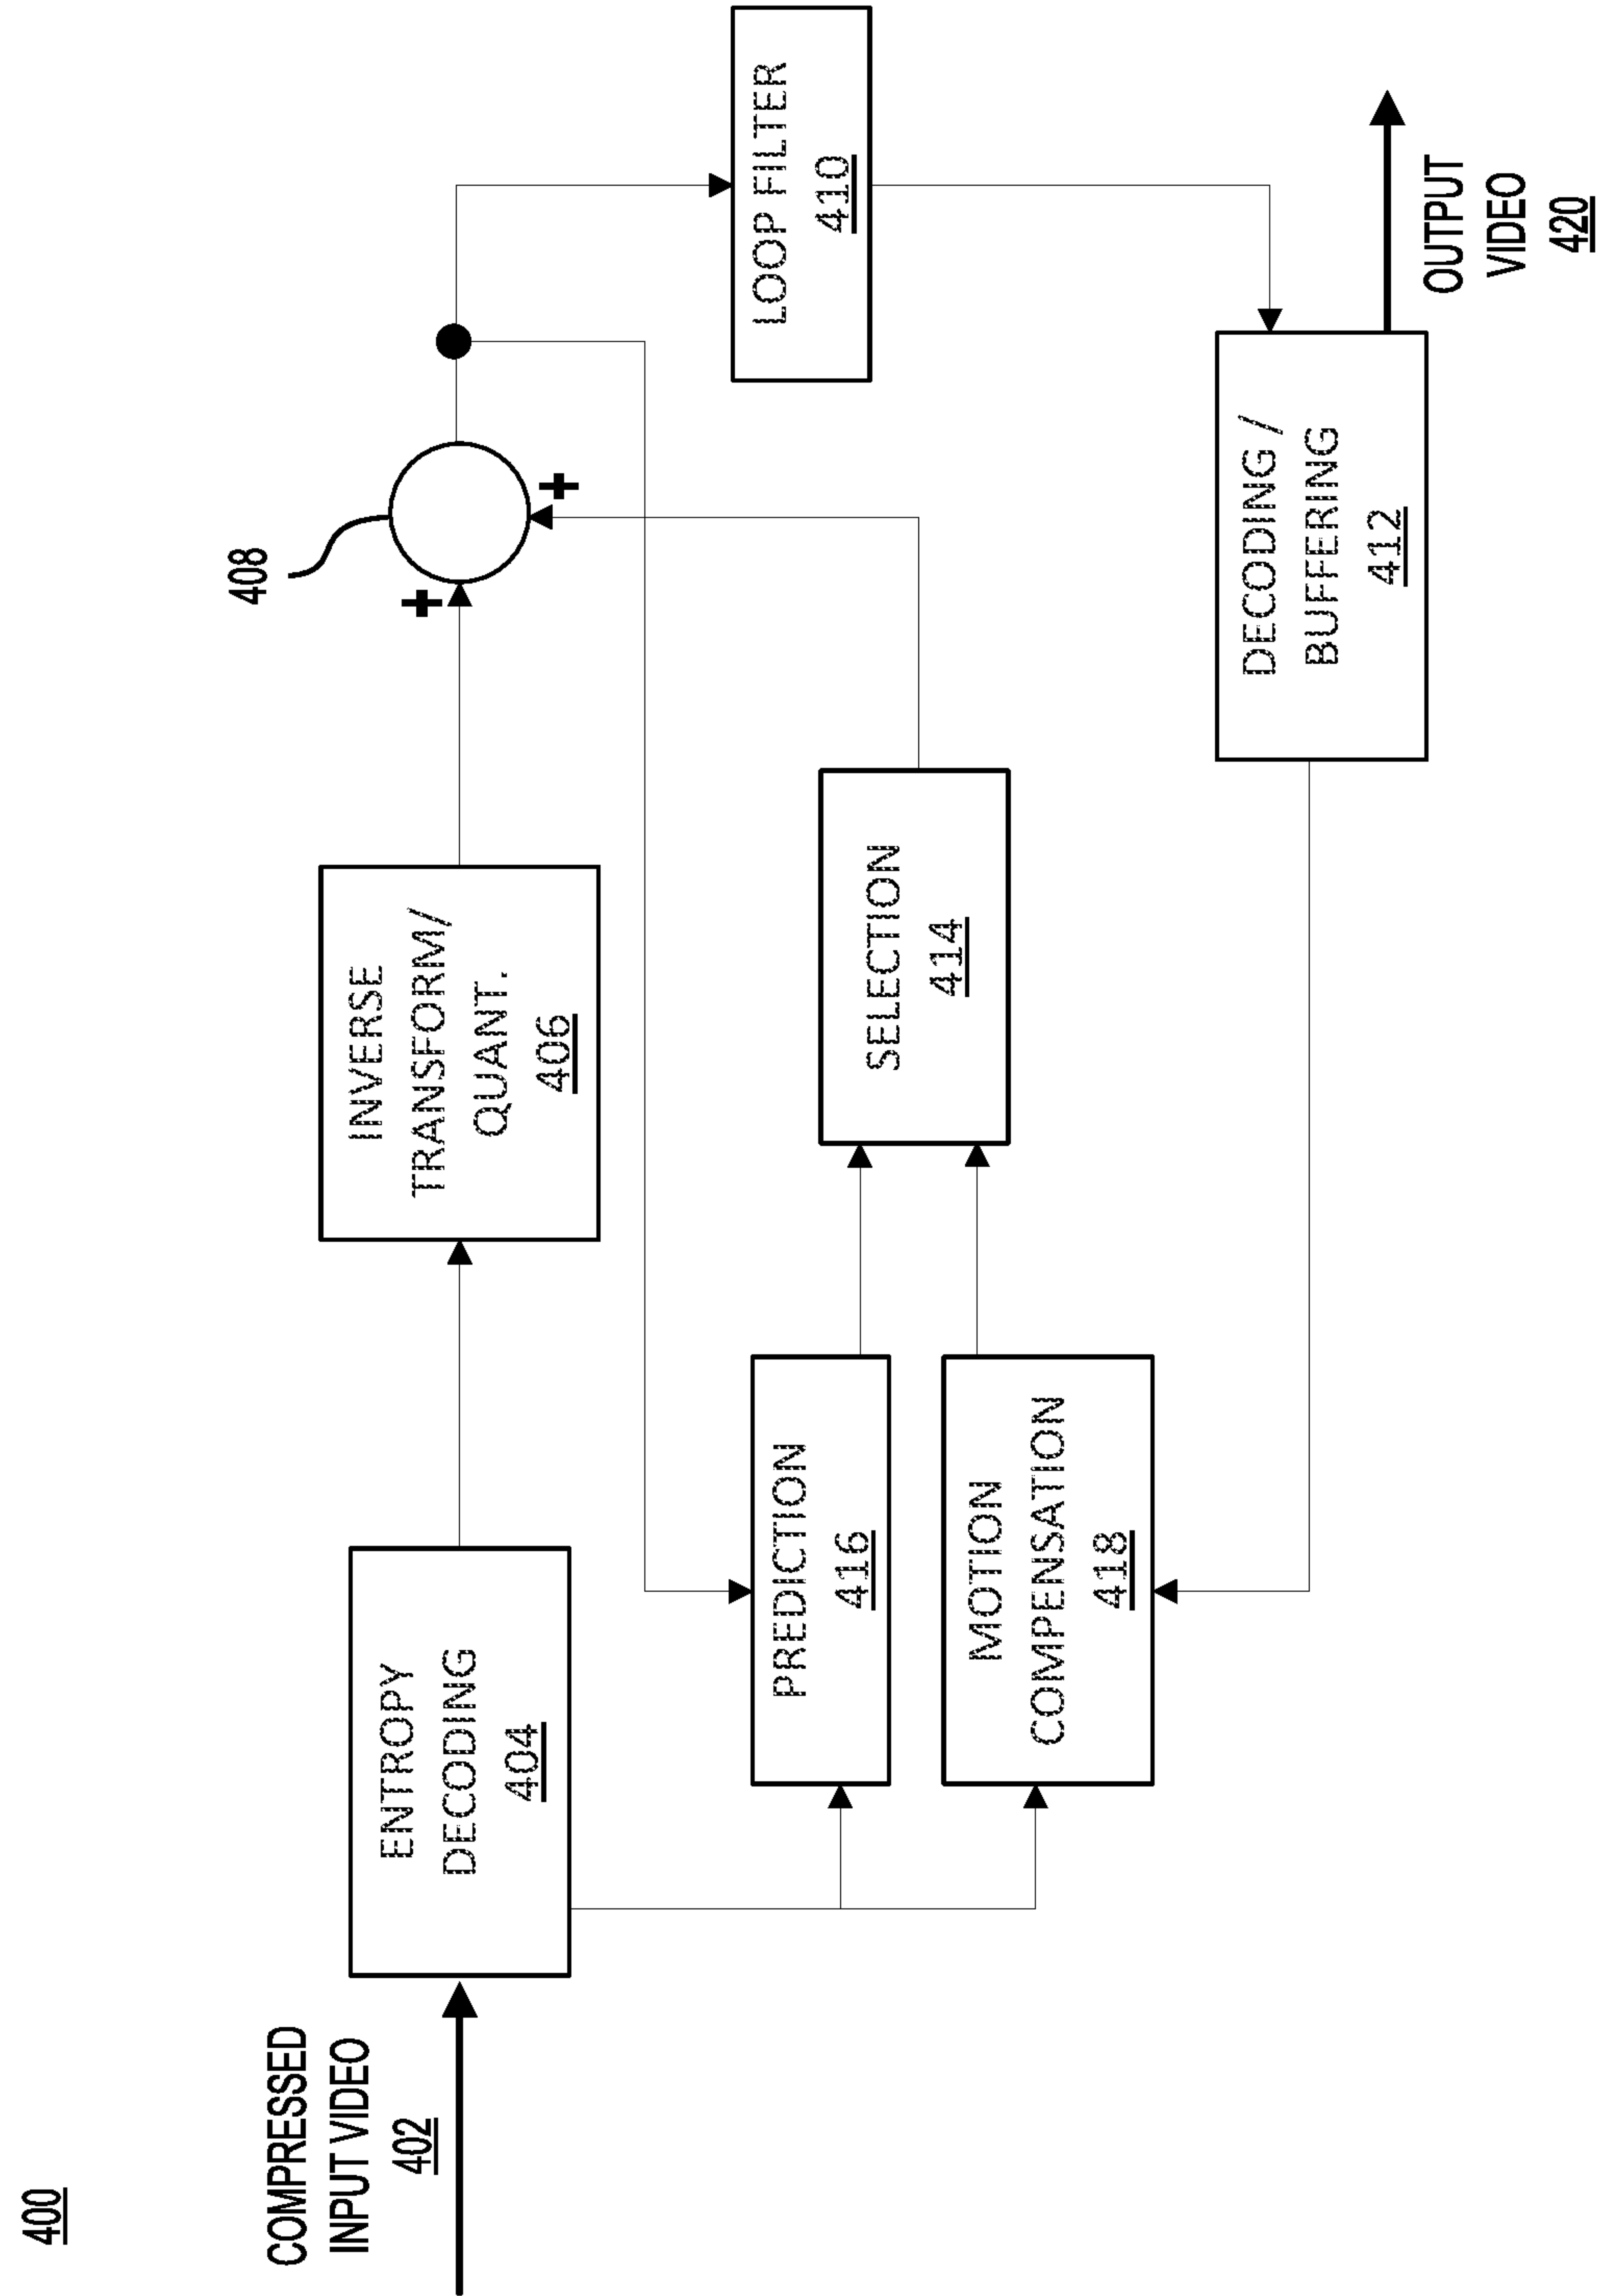 400
COMPRESSED
INPUT VIDEO
402
ENTROPY
DECODING
404
INVERSE
TRANSFORM/
QUANT.
406
408
+
+
LOOP FILTER
410
PREDICTION
416
MOTION
COMPENSATION
418
SELECTION
414
DECODING /
BUFFERING
412
OUTPUT
VIDEO
420